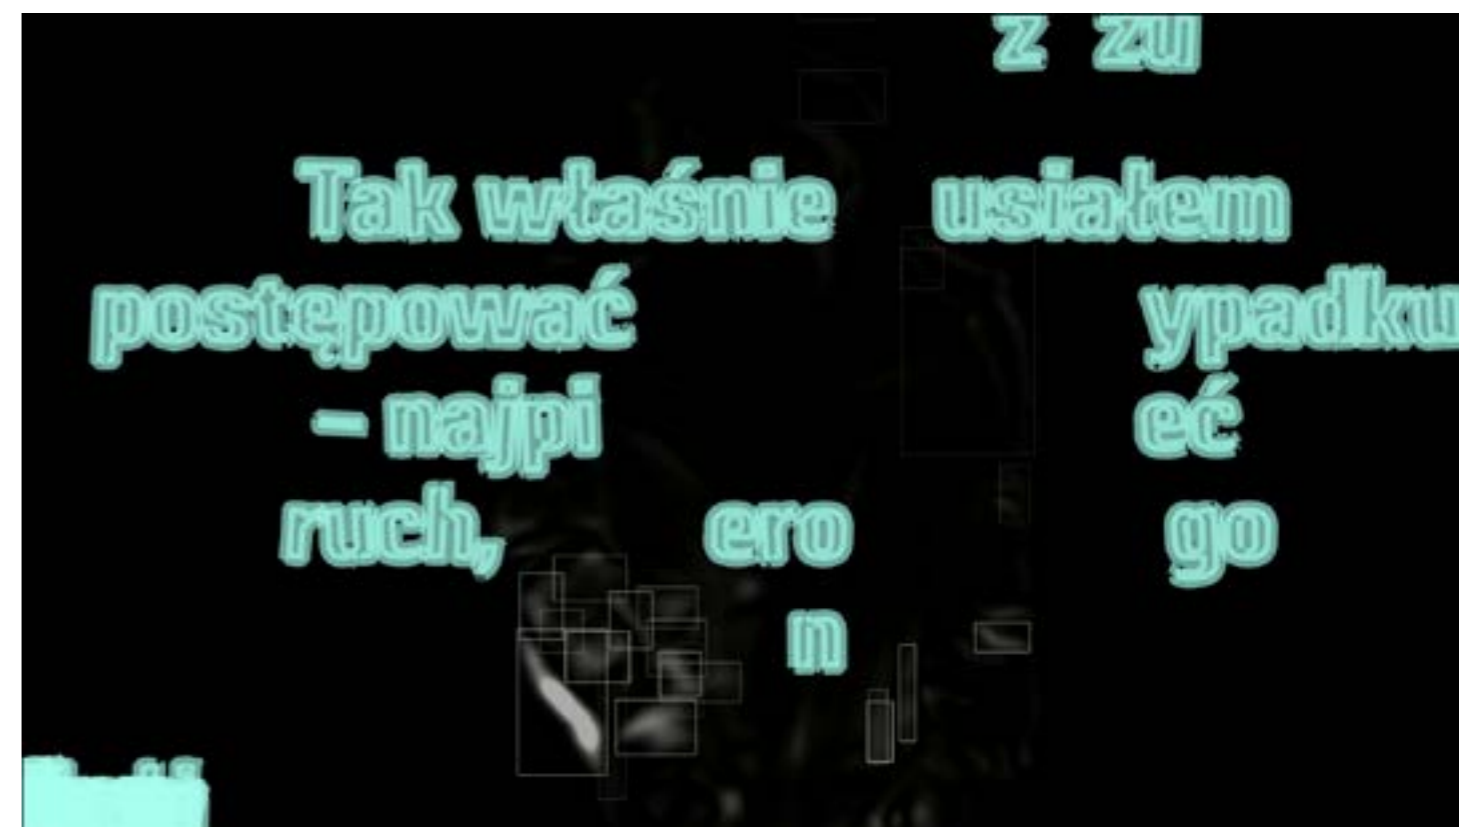 z zu
Tak właśnie usiałem
postępować ypadku
– najpi eć
ruch, ero go
n